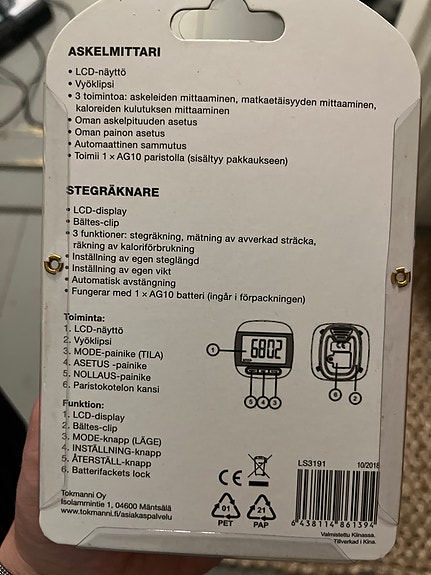 ASKELMITTARI
• LCD-näyttö
• Vyöklipsi
• 3 toimintoa: askeleiden mittaaminen, matkaetäisyyden mittaaminen,
kaloreiden kulutuksen mittaaminen
• Oman askelpituuden asetus
• Oman painon asetus
• Automaattinen sammutus
• Toimii 1 x AG10 paristolla (sisältyy pakkaukseen)
STEGRÄKNARE
• LCD-display
• Bältes-clip
• 3 funktioner: stegräkning, mätning av avverkad sträcka,
räkning av kaloriförbrukning
• Inställning av egen steglängd
• Inställning av egen vikt
• Automatisk avstängning
• Fungerar med 1 x AG10 batteri (ingår i förpackningen)
Toiminta:
1. LCD-näyttö
2. Vyöklipsi
3. MODE-painike (TILA)
4. ASETUS -painike
5. NOLLAUS-painike
6. Paristokotelon kansi
Funktion:
1. LCD-display
2. Bältes-clip
3. MODE-knapp (LÄGE)
4. INSTÄLLNING-knapp
5. ÅTERSTÄLL-knapp
6. Batterifackets lock
Tokmanni Oy
Isolammintie 1, 04600 Mäntsälä
www.tokmanni.fi/asiakaspalvelu
6802
1
5 4 3
6 2
CE
01
PET
21
PAP
LS3191 10/2018
6 438114 861394
Valmistettu Kiinassa.
Tillverkad i Kina.